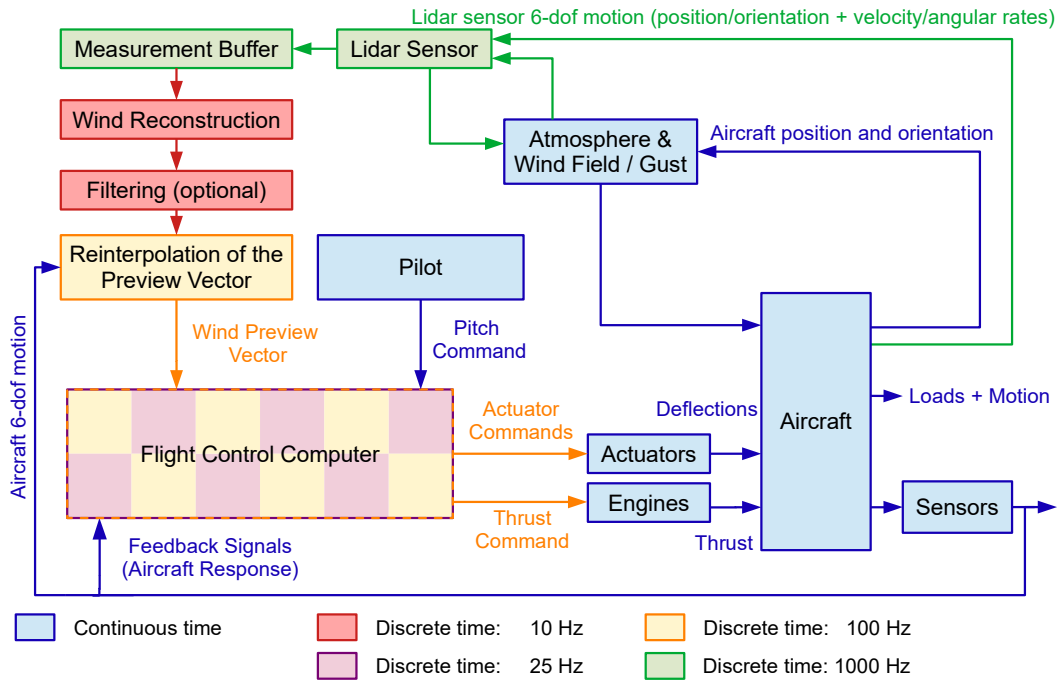 Lidar sensor 6-dof motion (position/orientation + velocity/angular rates)
Measurement Buffer
Lidar Sensor
Wind Reconstruction
Atmosphere &
Wind Field / Gust
Aircraft position and orientation
Filtering (optional)
Reinterpolation of the
Preview Vector
Pilot
Wind Preview
Vector
Pitch
Command
Aircraft 6-dof motion
Flight Control Computer
Actuator
Commands
Deflections
Actuators
Aircraft
Loads + Motion
Engines
Sensors
Thrust
Command
Thrust
Feedback Signals
(Aircraft Response)
Continuous time
Discrete time: 10 Hz
Discrete time: 100 Hz
Discrete time: 25 Hz
Discrete time: 1000 Hz